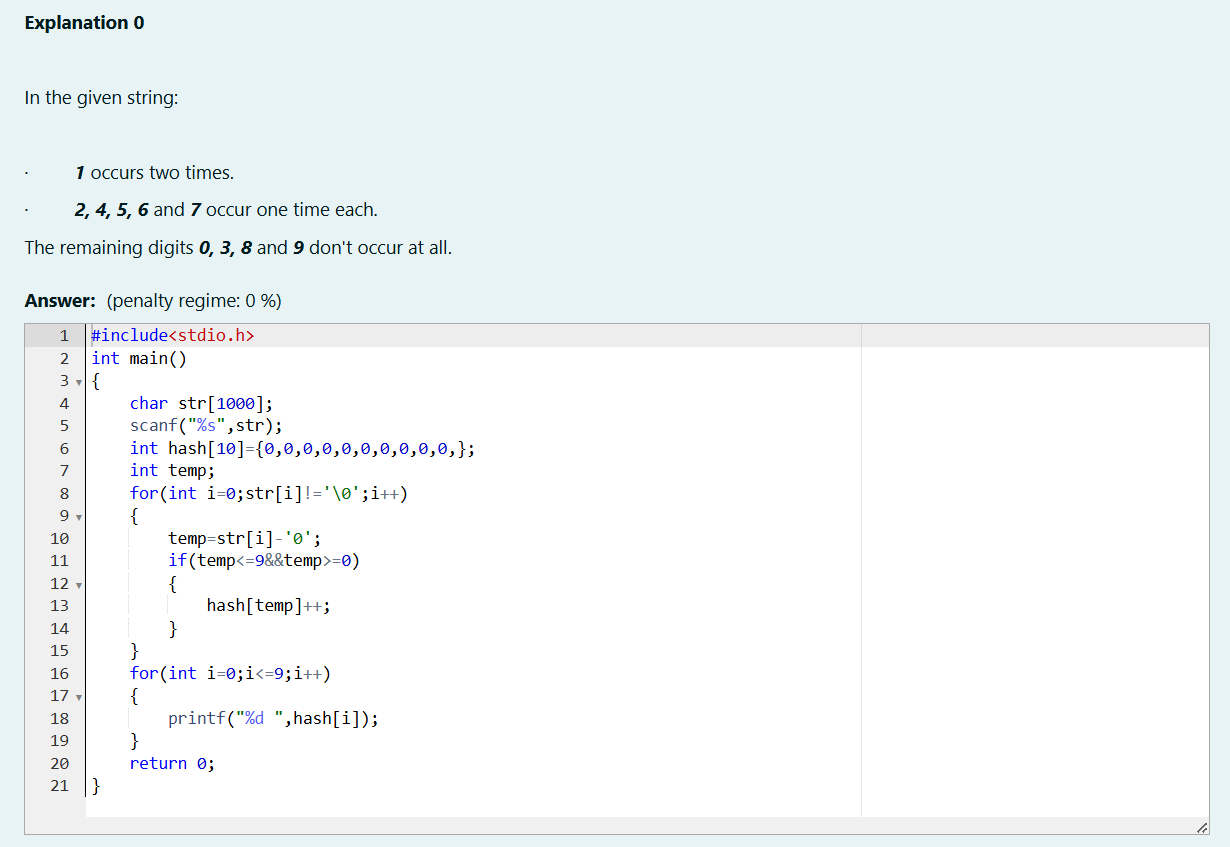 Explanation 0
In the given string:
· 1 occurs two times.
· 2, 4, 5, 6 and 7 occur one time each.
The remaining digits 0, 3, 8 and 9 don't occur at all.
Answer: (penalty regime: 0 %)
1 #include<stdio.h>
2 int main()
3 {
4     char str[1000];
5     scanf("%s",str);
6     int hash[10]={0,0,0,0,0,0,0,0,0,0,};
7     int temp;
8     for(int i=0;str[i]!='\0';i++)
9     {
10         temp=str[i]-'0';
11         if(temp<=9&&temp>=0)
12         {
13             hash[temp]++;
14         }
15     }
16     for(int i=0;i<=9;i++)
17     {
18         printf("%d ",hash[i]);
19     }
20     return 0;
21 }